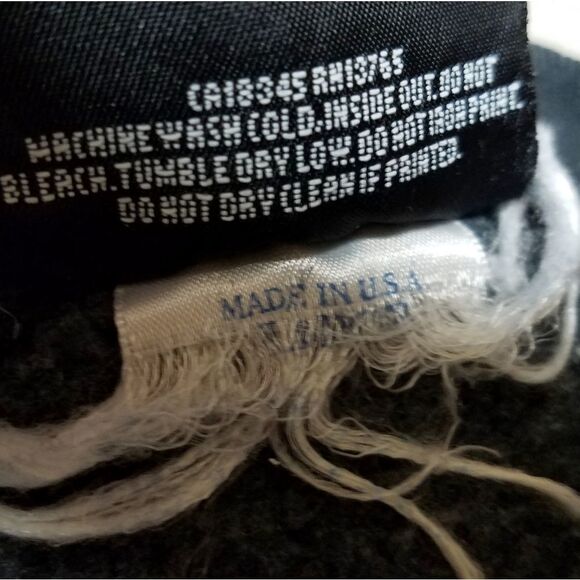 CA18345 RN13765
MACHINE WASH COLD. INSIDE OUT. DO NOT
BLEACH. TUMBLE DRY LOW. DO NOT IRON PRINT.
DO NOT DRY CLEAN IF PRINTED.
MADE IN USA